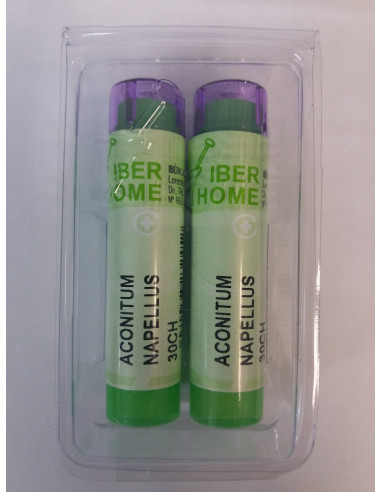 IBER
HOME
ACONITUM
NAPELLUS
30CH
IBER
HOME
ACONITUM
NAPELLUS
30CH